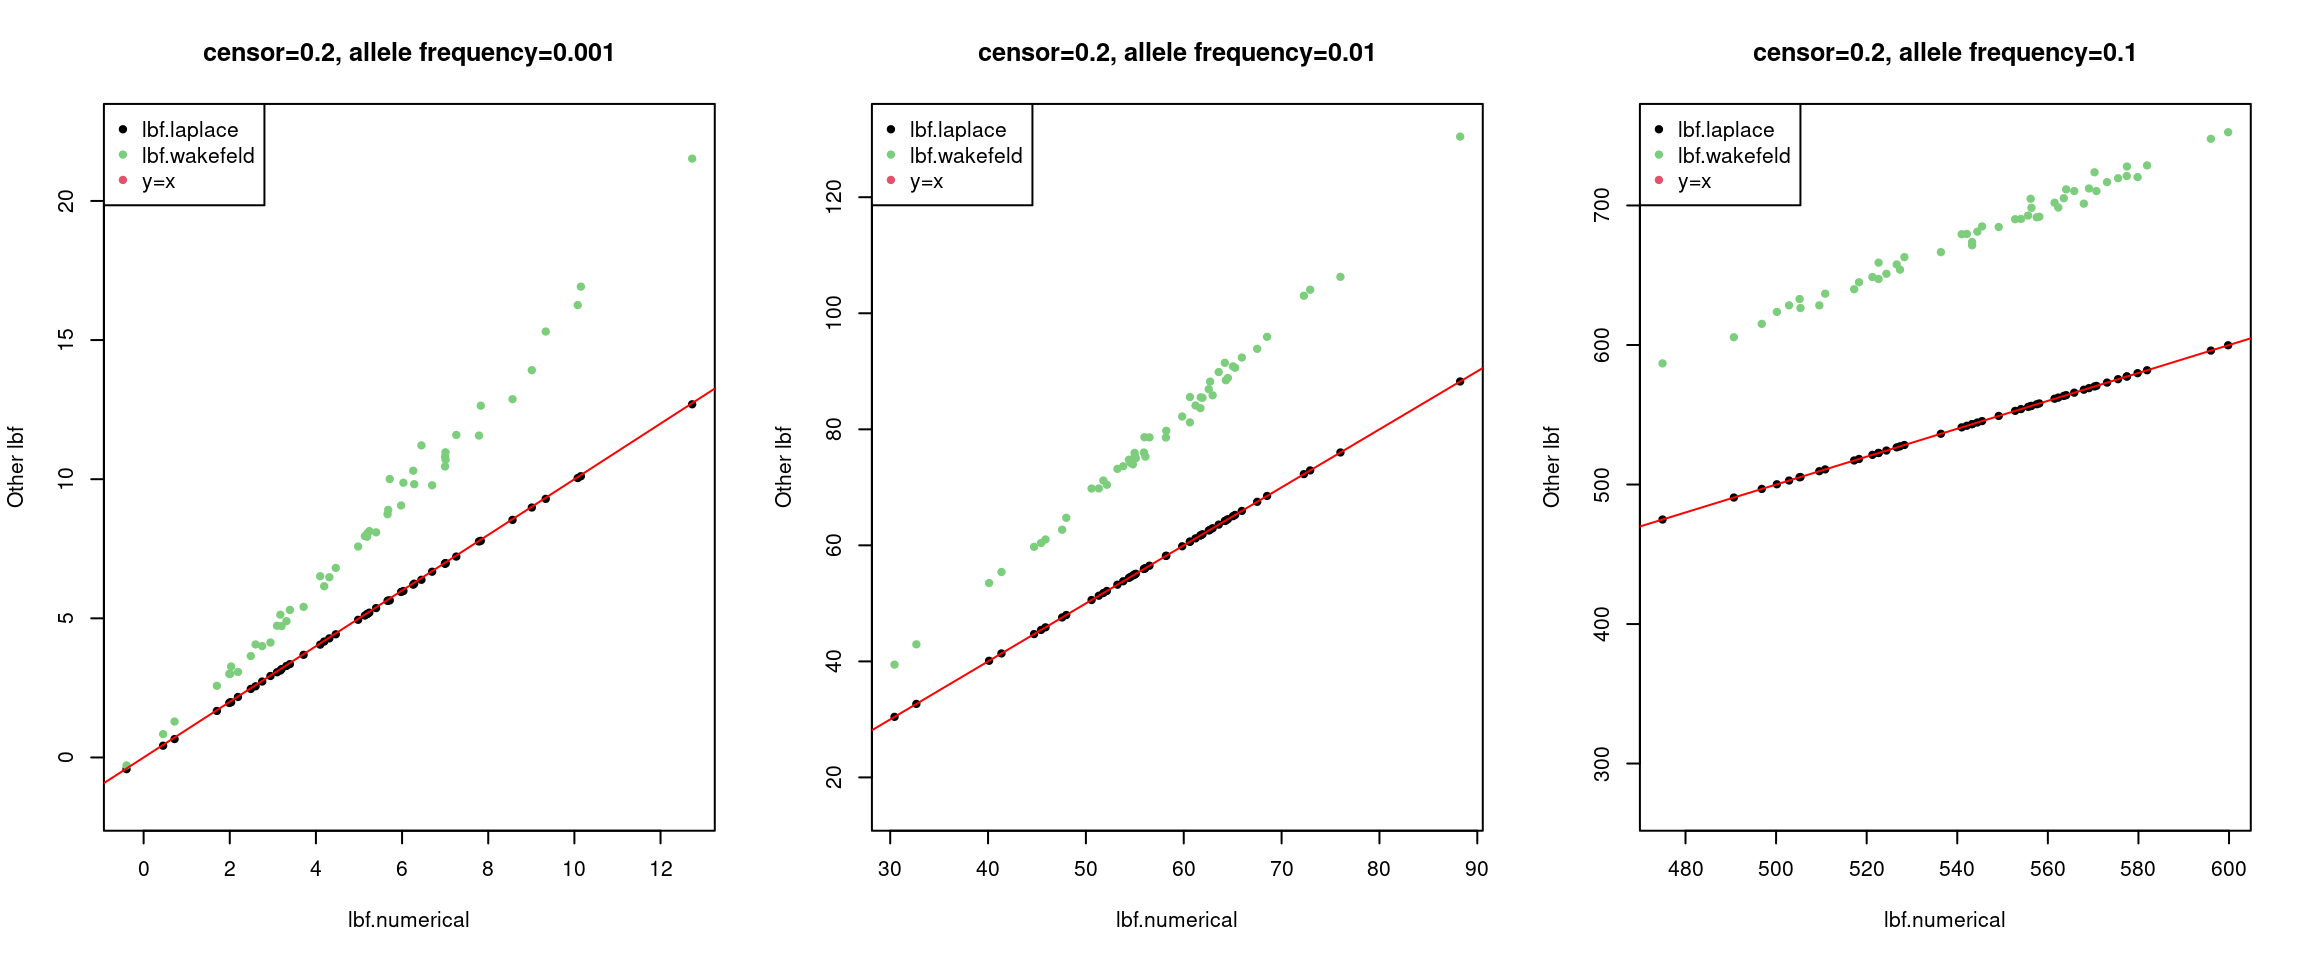 censor=0.2, allele frequency=0.001
lbf.laplace
lbf.wakefeld
y=x
20
15
10
5
0
Other lbf
0 2 4 6 8 10 12
lbf.numerical
censor=0.2, allele frequency=0.01
lbf.laplace
lbf.wakefeld
y=x
120
100
80
60
40
20
Other lbf
30 40 50 60 70 80 90
lbf.numerical
censor=0.2, allele frequency=0.1
lbf.laplace
lbf.wakefeld
y=x
700
600
500
400
300
Other lbf
480 500 520 540 560 580 600
lbf.numerical